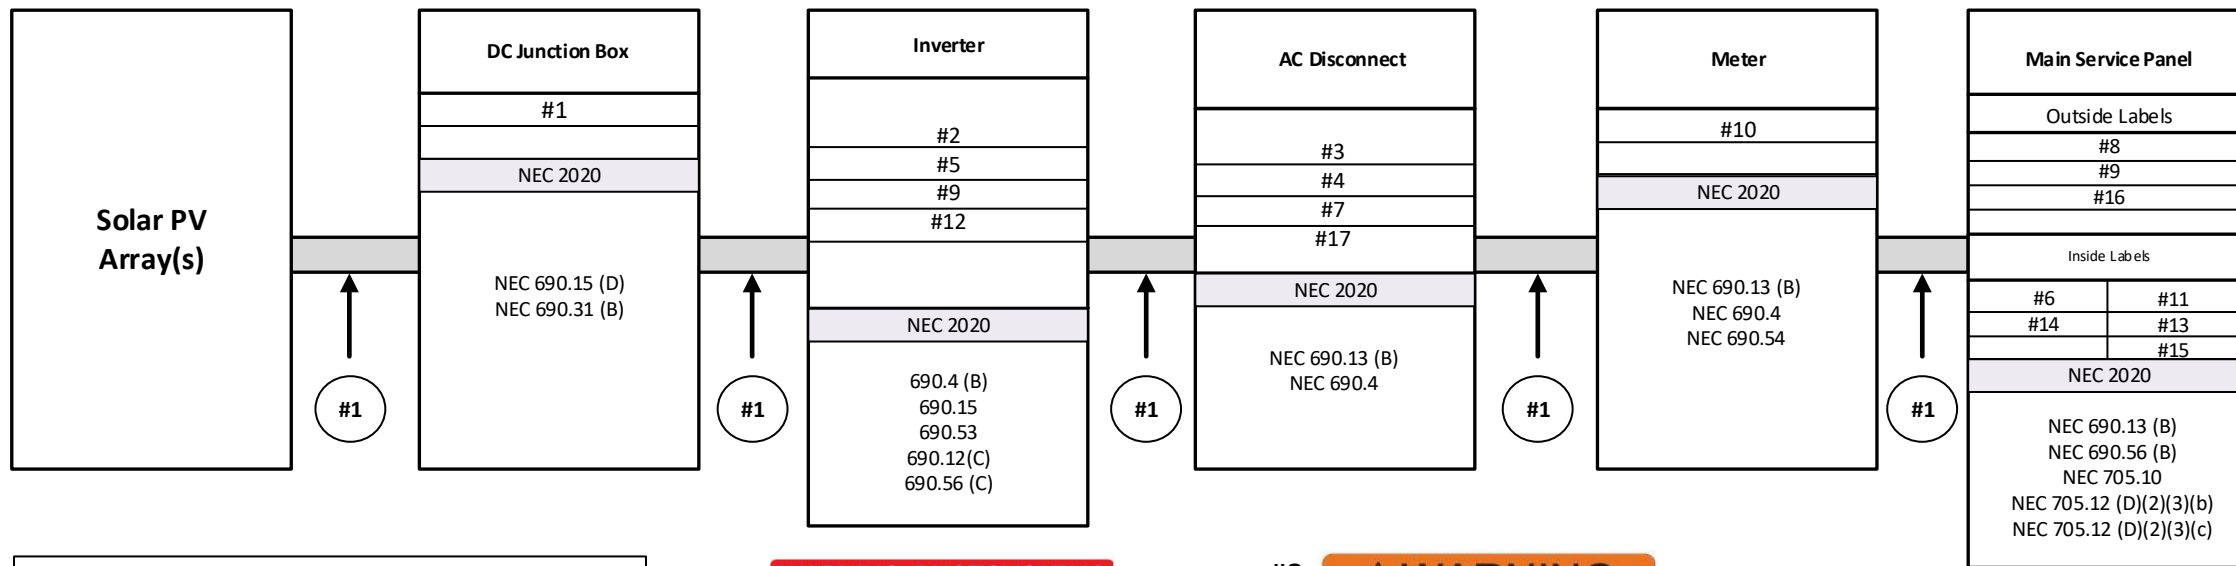 Solar PV
Array(s)
#1
DC Junction Box
#1
NEC 2020
NEC 690.15 (D)
NEC 690.31 (B)
#1
Inverter
#2
#5
#9
#12
NEC 2020
690.4 (B)
690.15
690.53
690.12(C)
690.56 (C)
#1
AC Disconnect
#3
#4
#7
#17
NEC 2020
NEC 690.13 (B)
NEC 690.4
#1
Meter
#10
NEC 2020
NEC 690.13 (B)
NEC 690.4
NEC 690.54
#1
Main Service Panel
Outside Labels
#8
#9
#16
Inside Labels
#6 #11
#14 #13
#15
NEC 2020
NEC 690.13 (B)
NEC 690.56 (B)
NEC 705.10
NEC 705.12 (D)(2)(3)(b)
NEC 705.12 (D)(2)(3)(c)
WARNING